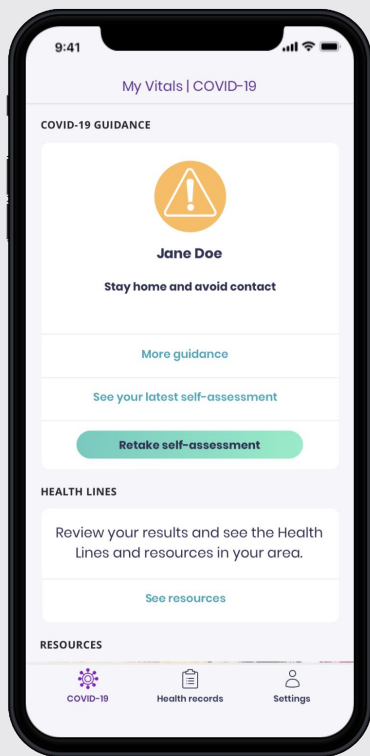 9:41
My Vitals | COVID-19
COVID-19 GUIDANCE
Jane Doe
Stay home and avoid contact
More guidance
See your latest self-assessment
Retake self-assessment
HEALTH LINES
Review your results and see the Health
Lines and resources in your area.
See resources
RESOURCES
COVID-19 Health records Settings